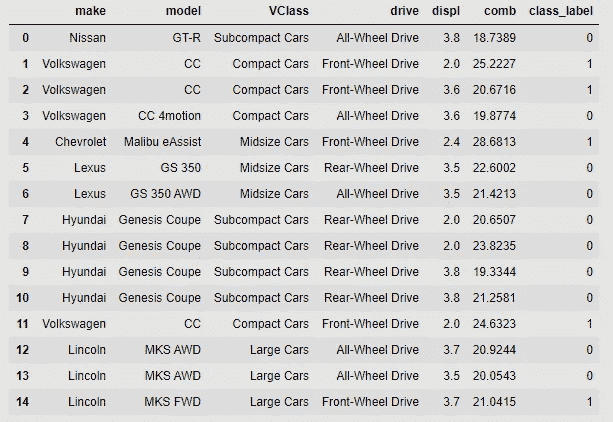 make model VClass drive displ comb class_label
0 Nissan GT-R Subcompact Cars All-Wheel Drive 3.8 18.7389 0
1 Volkswagen CC Compact Cars Front-Wheel Drive 2.0 25.2227 1
2 Volkswagen CC Compact Cars Front-Wheel Drive 3.6 20.6716 1
3 Volkswagen CC 4motion Compact Cars All-Wheel Drive 3.6 19.8774 0
4 Chevrolet Malibu eAssist Midsize Cars Front-Wheel Drive 2.4 28.6813 1
5 Lexus GS 350 Midsize Cars Rear-Wheel Drive 3.5 22.6002 0
6 Lexus GS 350 AWD Midsize Cars All-Wheel Drive 3.5 21.4213 0
7 Hyundai Genesis Coupe Subcompact Cars Rear-Wheel Drive 2.0 20.6507 0
8 Hyundai Genesis Coupe Subcompact Cars Rear-Wheel Drive 2.0 23.8235 0
9 Hyundai Genesis Coupe Subcompact Cars Rear-Wheel Drive 3.8 19.3344 0
10 Hyundai Genesis Coupe Subcompact Cars Rear-Wheel Drive 3.8 21.2581 0
11 Volkswagen CC Compact Cars Front-Wheel Drive 2.0 24.6323 1
12 Lincoln MKS AWD Large Cars All-Wheel Drive 3.7 20.9244 0
13 Lincoln MKS AWD Large Cars All-Wheel Drive 3.5 20.0543 0
14 Lincoln MKS FWD Large Cars Front-Wheel Drive 3.7 21.0415 1